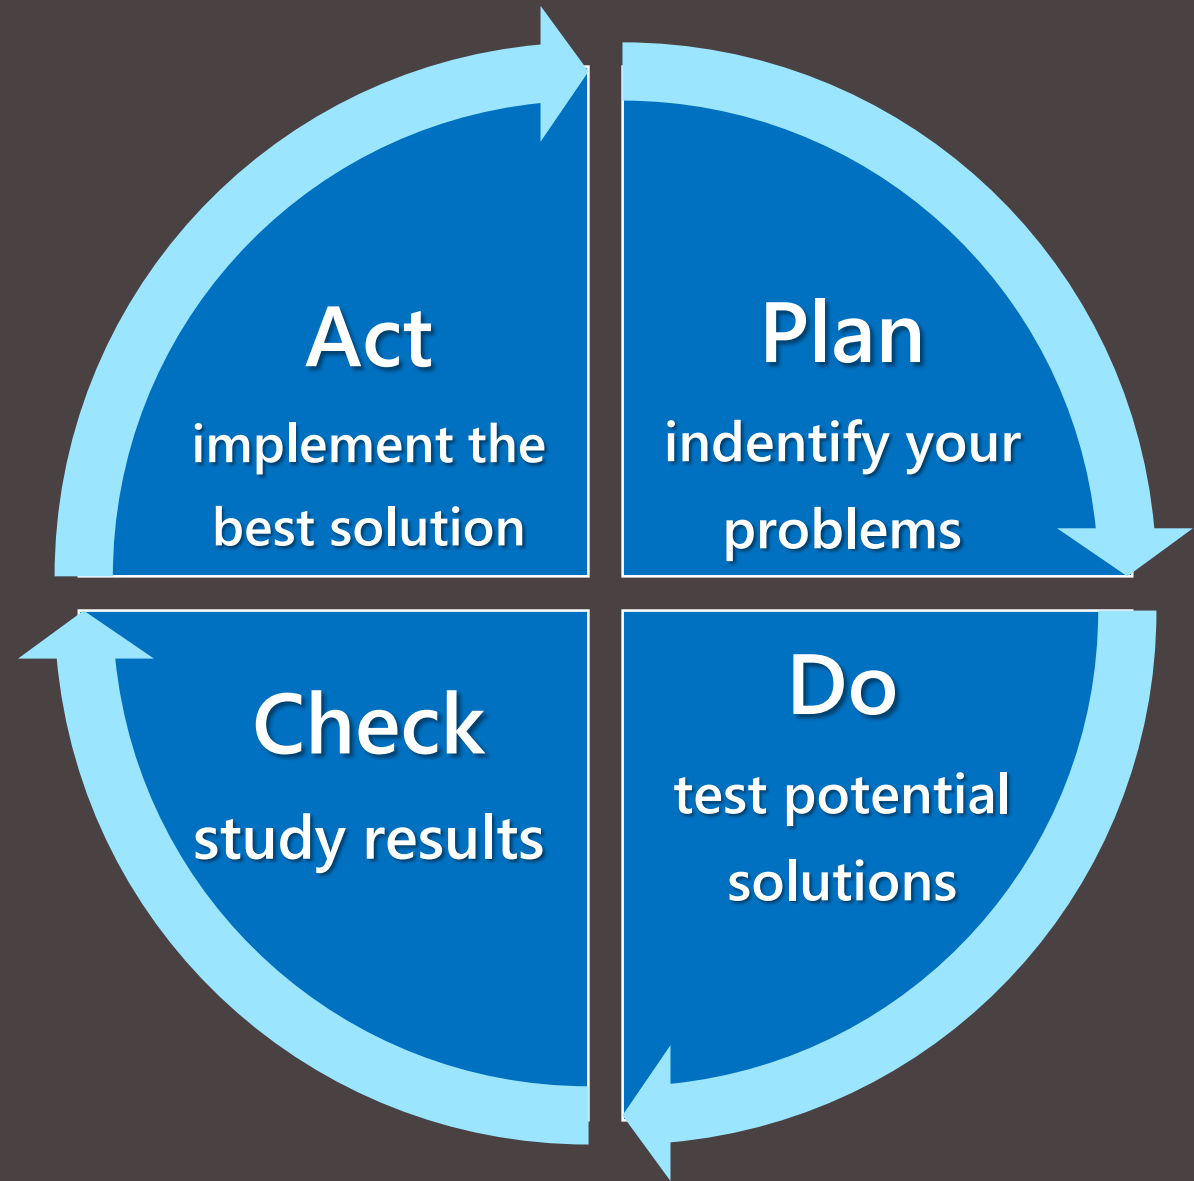 Act
implement the
best solution
Plan
indentify your
problems
Check
study results
Do
test potential
solutions